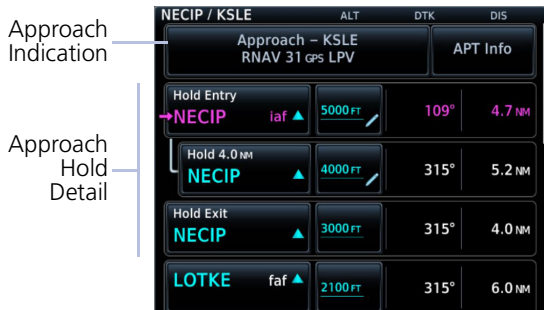 Approach
Indication
Approach
Hold
Detail
NECIP / KSLE ALT DTK DIS
Approach – KSLE
RNAV 31 GPS LPV
APT Info
Hold Entry
NECIP iaf 5000 FT 109° 4.7 NM
Hold 4.0 NM
NECIP 4000 FT 315° 5.2 NM
Hold Exit
NECIP 3000 FT 315° 4.0 NM
LOTKE faf 2100 FT 315° 6.0 NM